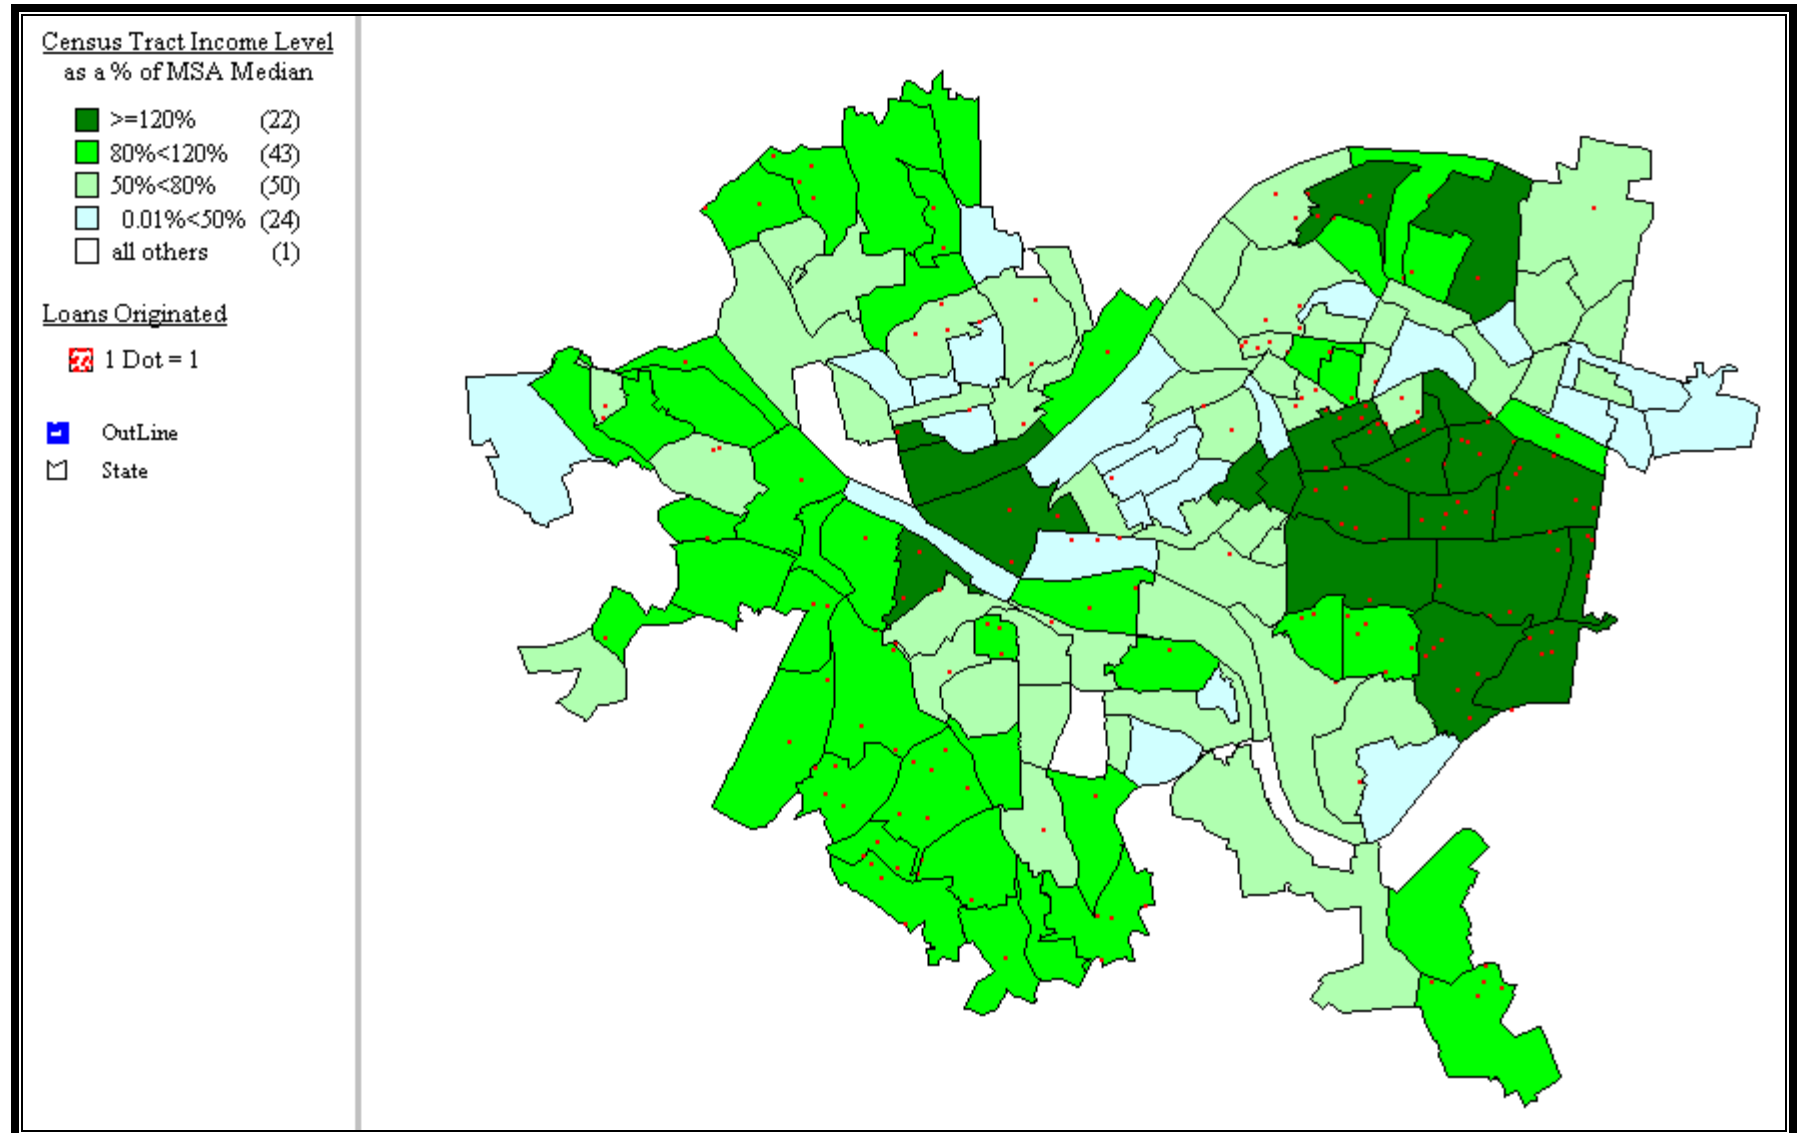 Census Tract Income Level
as a % of MSA Median
>=120% (22)
80%<120% (43)
50%<80% (50)
0.01%<50% (24)
all others (1)
Loans Originated
1 Dot = 1
OutLine
State